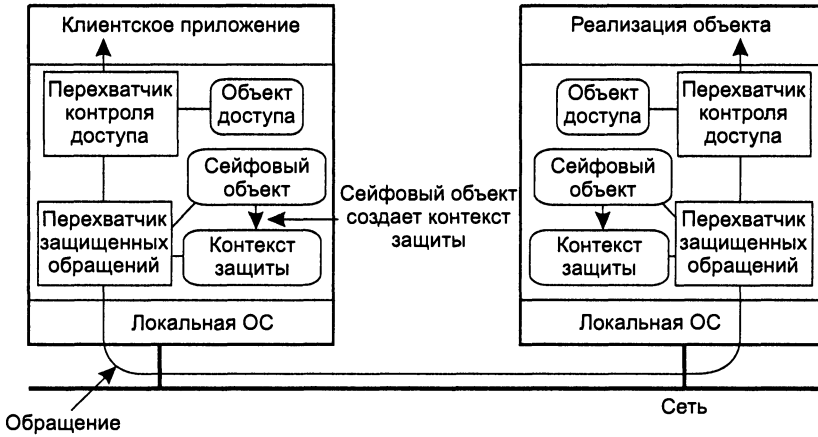 Клиентское приложение
Перехватчик
контроля
доступа
Объект
доступа
Сейфовый
объект
Перехватчик
защищенных
обращений
Контекст
защиты
Локальная ОС
Сейфовый объект
создает контекст
защиты
Реализация объекта
Объект
доступа
Перехватчик
контроля
доступа
Сейфовый
объект
Контекст
защиты
Перехватчик
защищенных
обращений
Локальная ОС
Обращение
Сеть